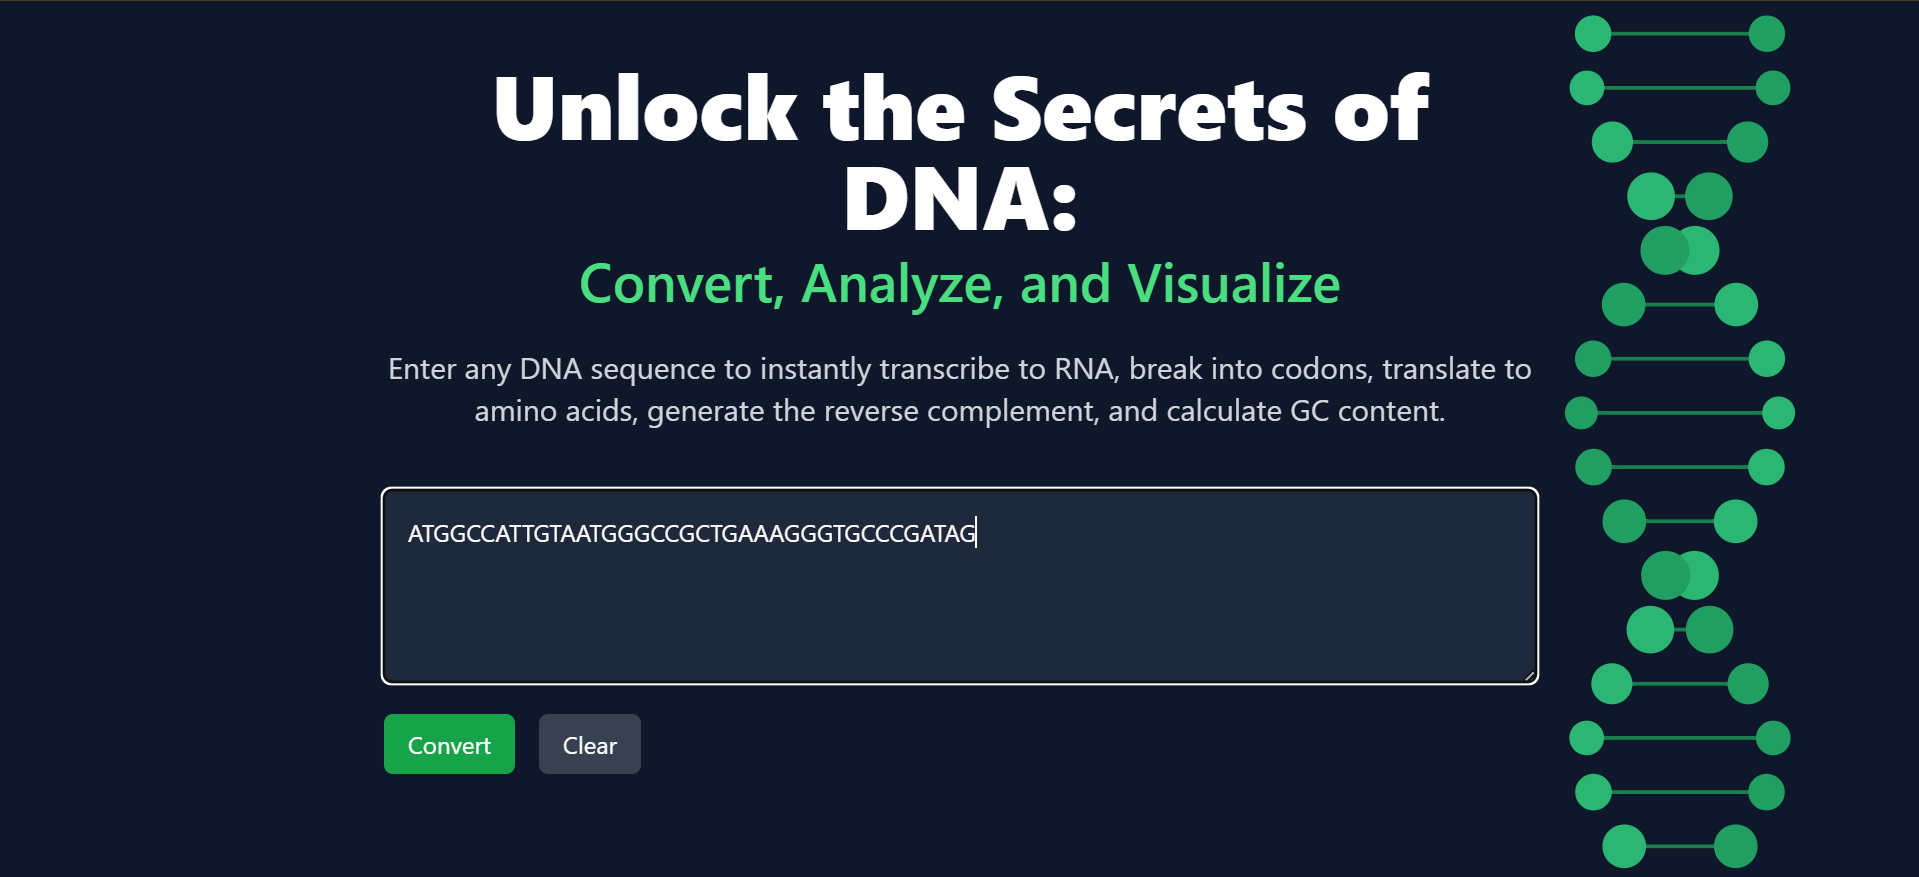 Unlock the Secrets of
DNA:
Convert, Analyze, and Visualize
Enter any DNA sequence to instantly transcribe to RNA, break into codons, translate to
amino acids, generate the reverse complement, and calculate GC content.
ATGGCCATTGTAATGGGCCGCTGAAAGGGTGCCCGATAG
Convert
Clear